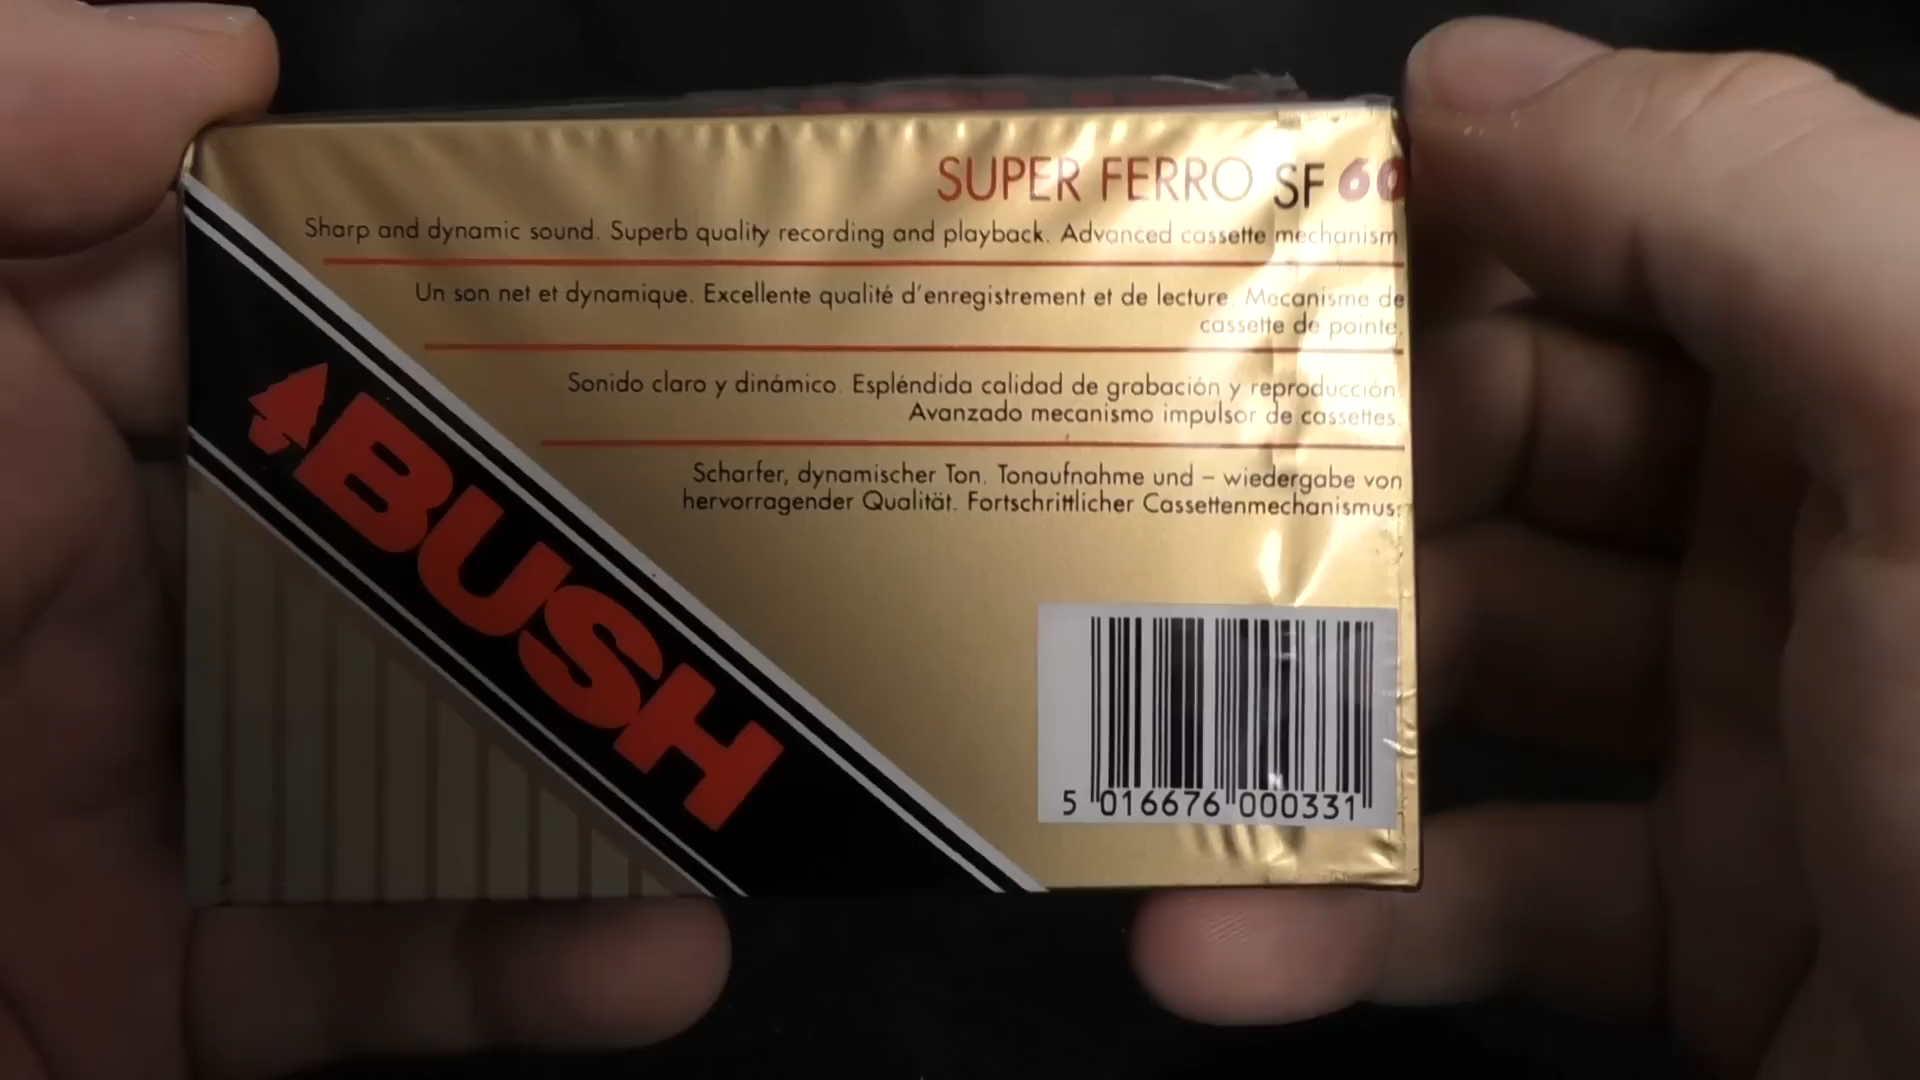 SUPER FERRO SF 60
Sharp and dynamic sound. Superb quality recording and playback. Advanced cassette mechanism
Un son net et dynamique. Excellente qualité d'enregistrement et de lecture. Mecanisme de
cassette de pointe.
Sonido claro y dinámico. Espléndida calidad de grabación y reproducción.
Avanzado mecanismo impulsor de cassettes.
Scharfer, dynamischer Ton. Tonaufnahme und – wiedergabe von
hervorragender Qualität. Fortschrittlicher Cassettenmechanismus.
BUSH
5 016676 000331